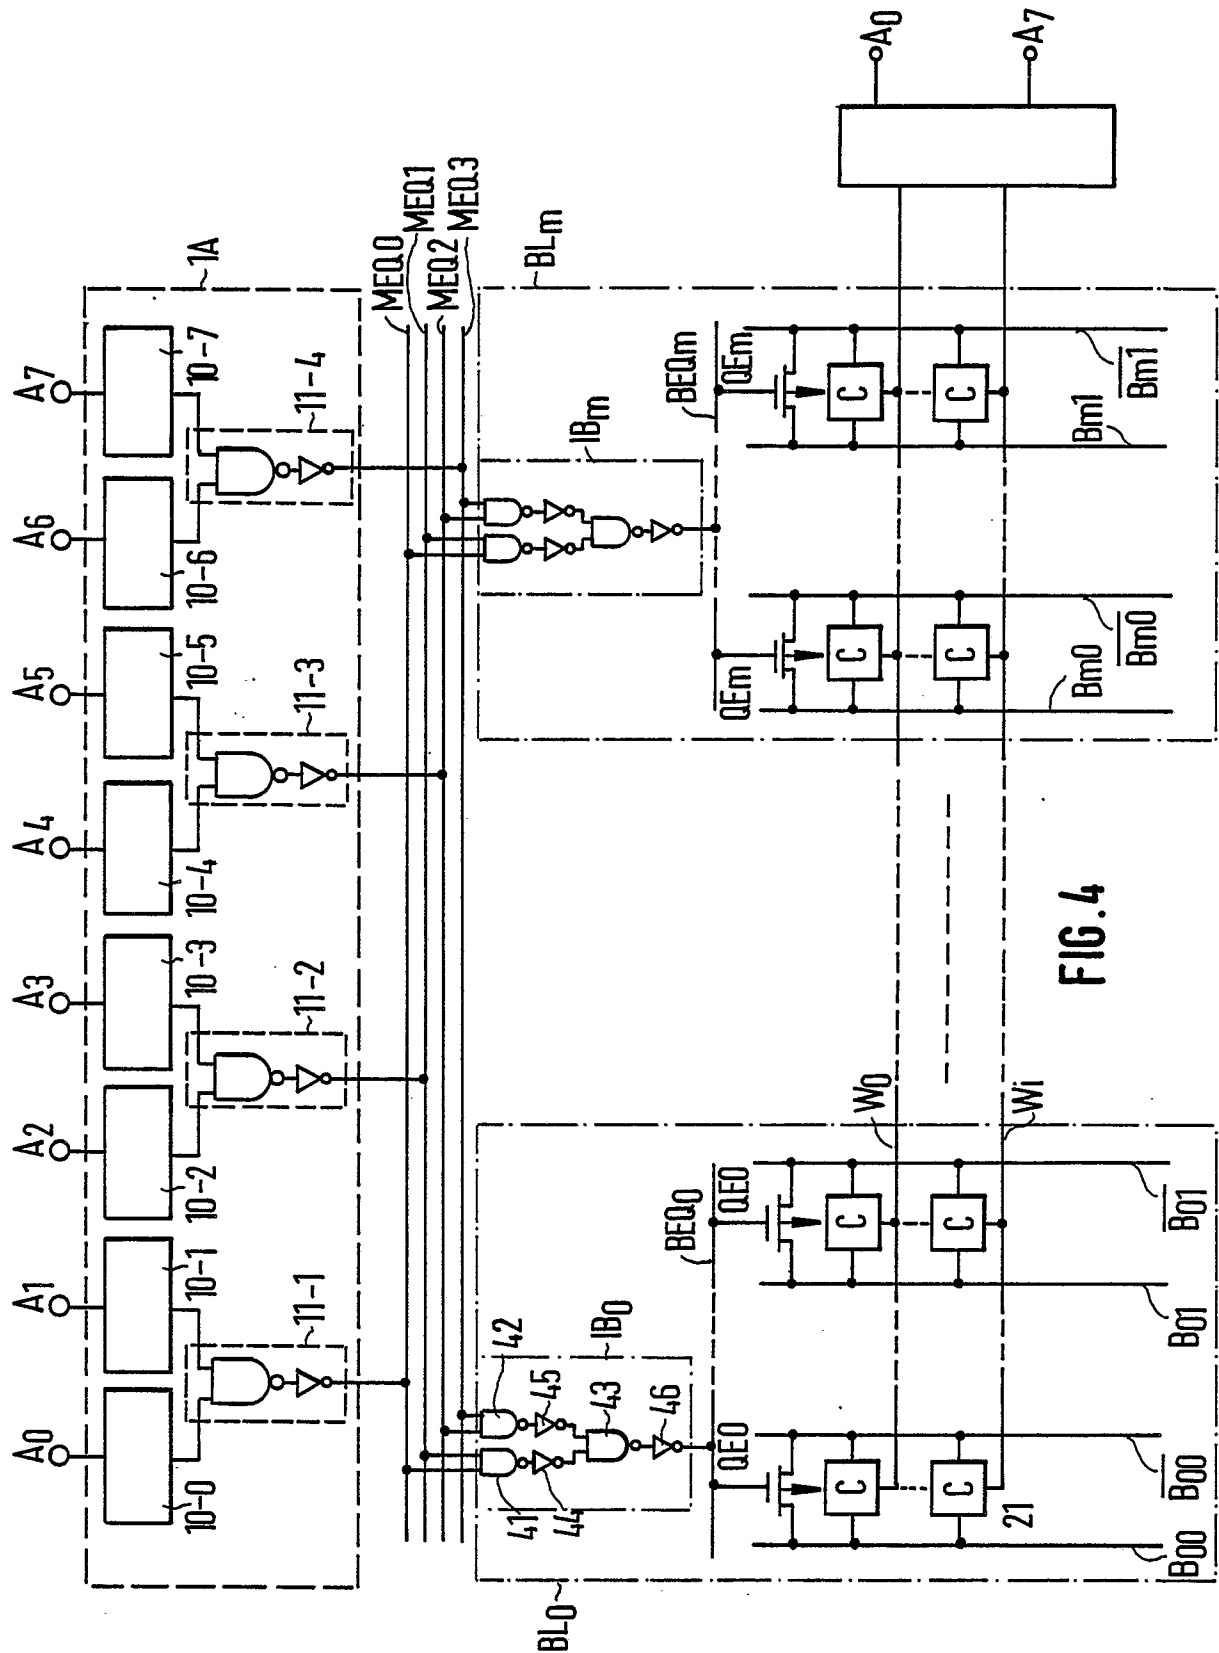 A0
A1
A2
A3
A4
A5
A6
A7
10-0
10-1
10-2
10-3
10-4
10-5
10-6
10-7
1A
11-1
11-2
11-3
11-4
MEQ0
MEQ1
MEQ2
MEQ3
BL0
BLm
41
42
44
45
43
46
IB0
IBm
BEQ0
BEQm
QE0
QE0
QEm
QEm
C
C
C
C
C
C
C
C
21
W0
Wi
B00
B00
B01
B01
Bm0
Bm0
Bm1
Bm1
A0
A7
FIG.4